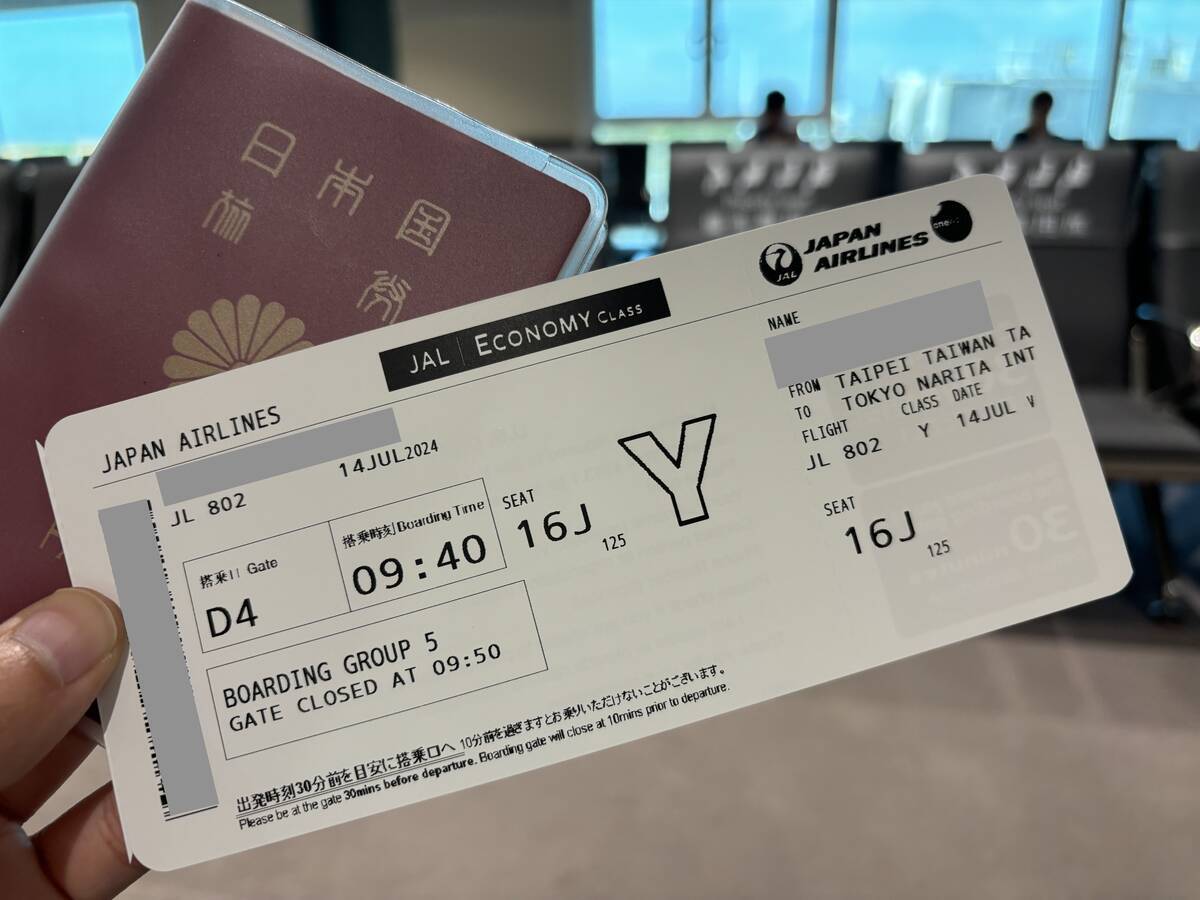 日本国
旅券
JAL | ECONOMY CLASS
JAPAN AIRLINES
JAL
JAPAN AIRLINES
JL 802
14JUL2024
搭乗口 Gate
D4
搭乗時刻 Boarding Time
09:40
SEAT
16J
125
Y
BOARDING GROUP 5
GATE CLOSED AT 09:50
出発時刻30分前を目安に搭乗口へ 10分前を過ぎますとお乗りいただけないことがございます。
Please be at the gate 30mins before departure. Boarding gate will close at 10mins prior to departure.
NAME
FROM TAIPEI TAIWAN TA
TO TOKYO NARITA INT
FLIGHT CLASS DATE
JL 802 Y 14JUL
SEAT
16J
125
30